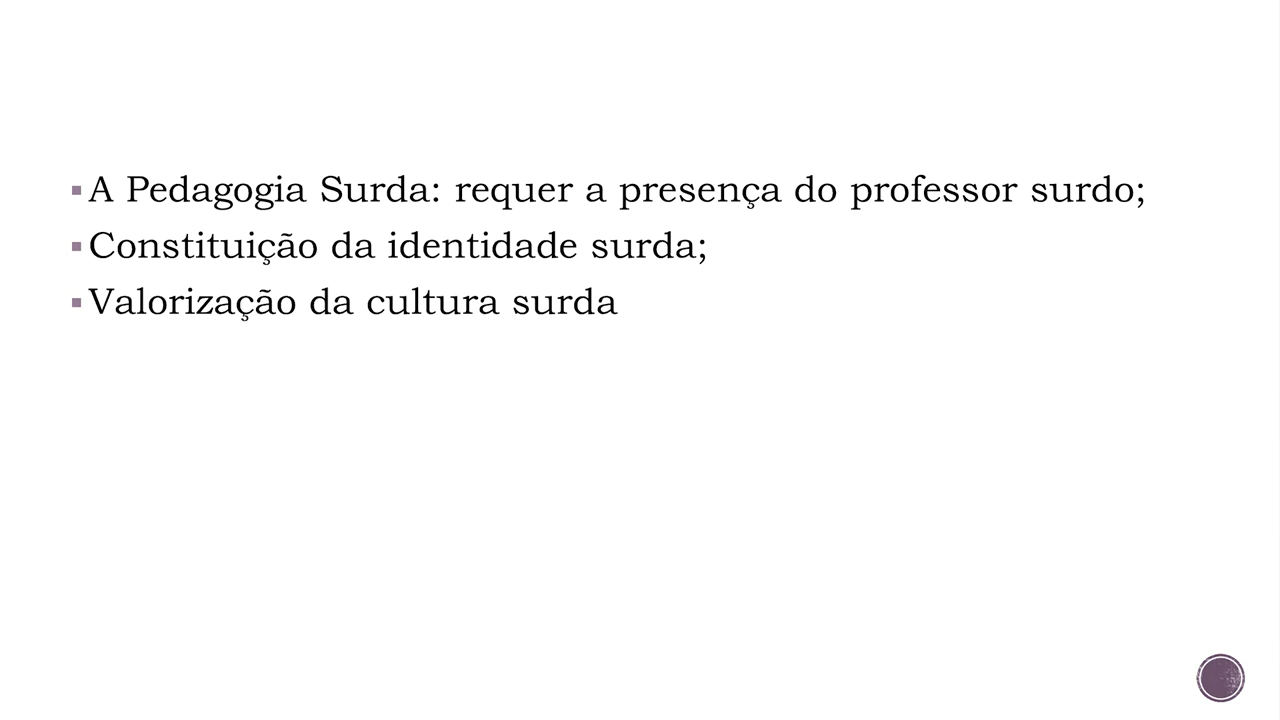 ▪A Pedagogia Surda: requer a presença do professor surdo;
▪Constituição da identidade surda;
▪Valorização da cultura surda